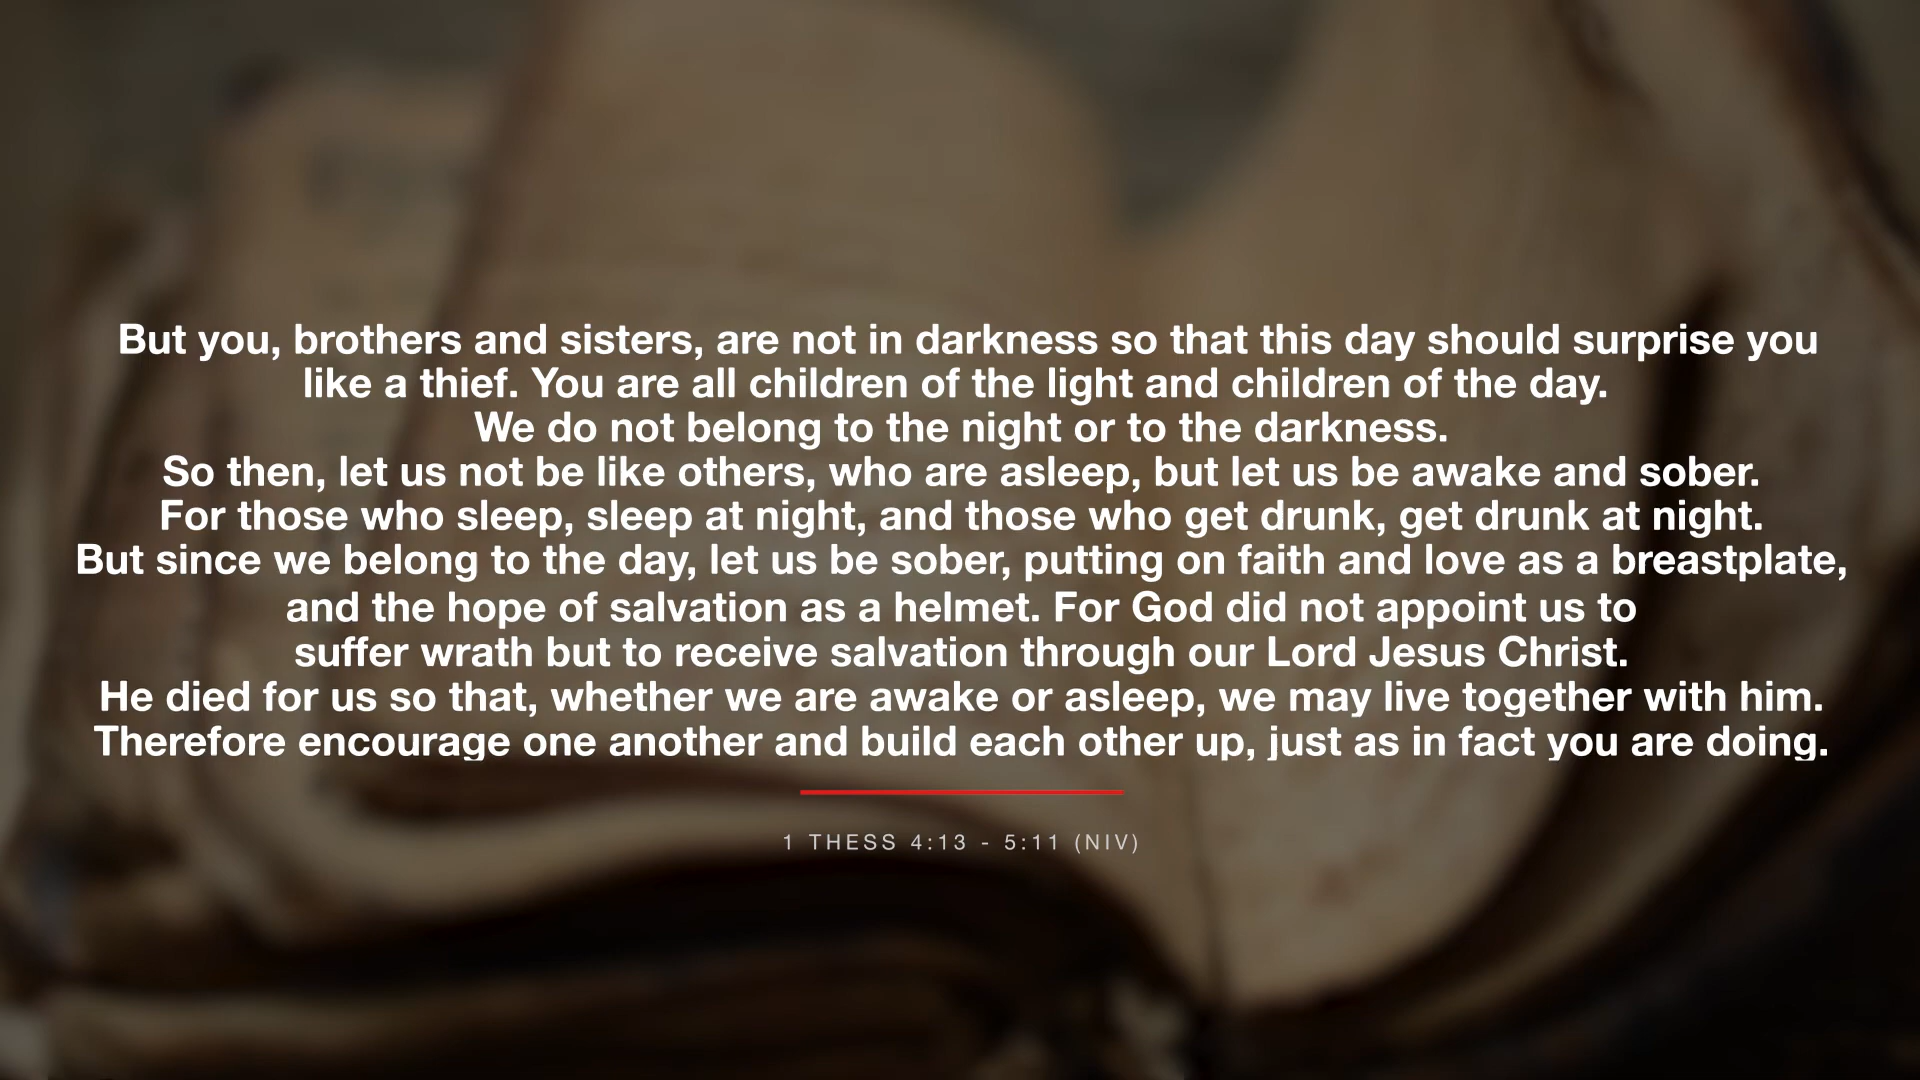 But you, brothers and sisters, are not in darkness so that this day should surprise you
like a thief. You are all children of the light and children of the day.
We do not belong to the night or to the darkness.
So then, let us not be like others, who are asleep, but let us be awake and sober.
For those who sleep, sleep at night, and those who get drunk, get drunk at night.
But since we belong to the day, let us be sober, putting on faith and love as a breastplate,
and the hope of salvation as a helmet. For God did not appoint us to
suffer wrath but to receive salvation through our Lord Jesus Christ.
He died for us so that, whether we are awake or asleep, we may live together with him.
Therefore encourage one another and build each other up, just as in fact you are doing.
1 THESS 4:13 - 5:11 (NIV)